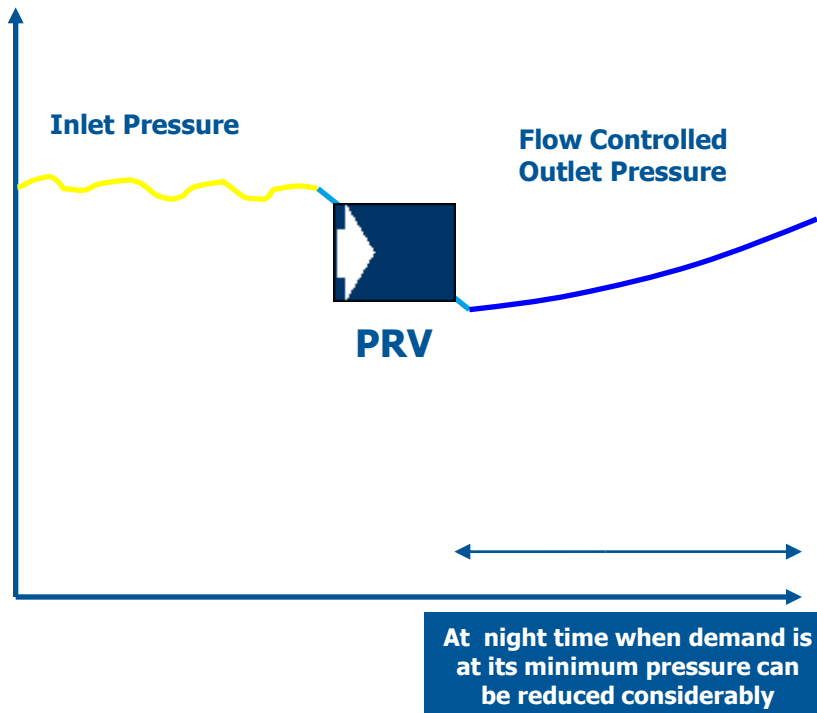 Inlet Pressure
Flow Controlled
Outlet Pressure
PRV
At night time when demand is
at its minimum pressure can
be reduced considerably